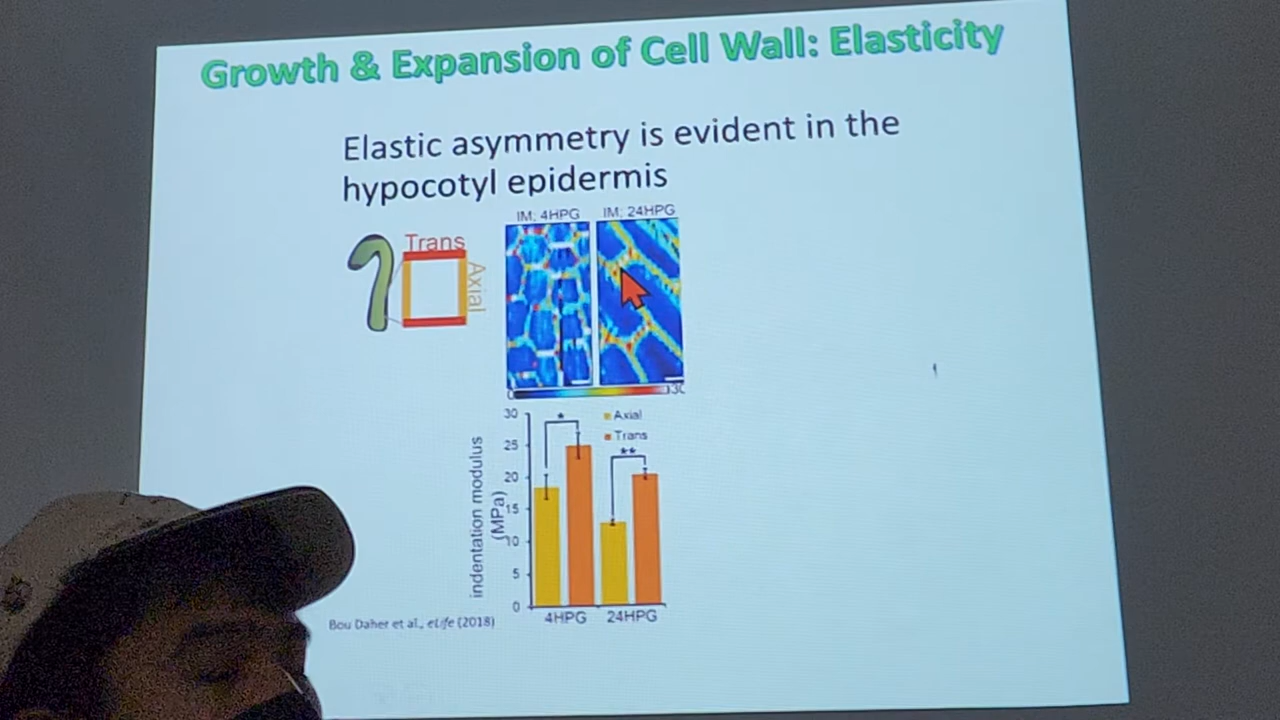 Growth & Expansion of Cell Wall: Elasticity
Elastic asymmetry is evident in the
hypocotyl epidermis
IM; 4HPG
IM; 24HPG
Trans
Axial
0
30
indentation modulus
(MPa)
30
25
20
15
10
5
0
*
**
Axial
Trans
4HPG
24HPG
Bou Daher et al., eLife (2018)